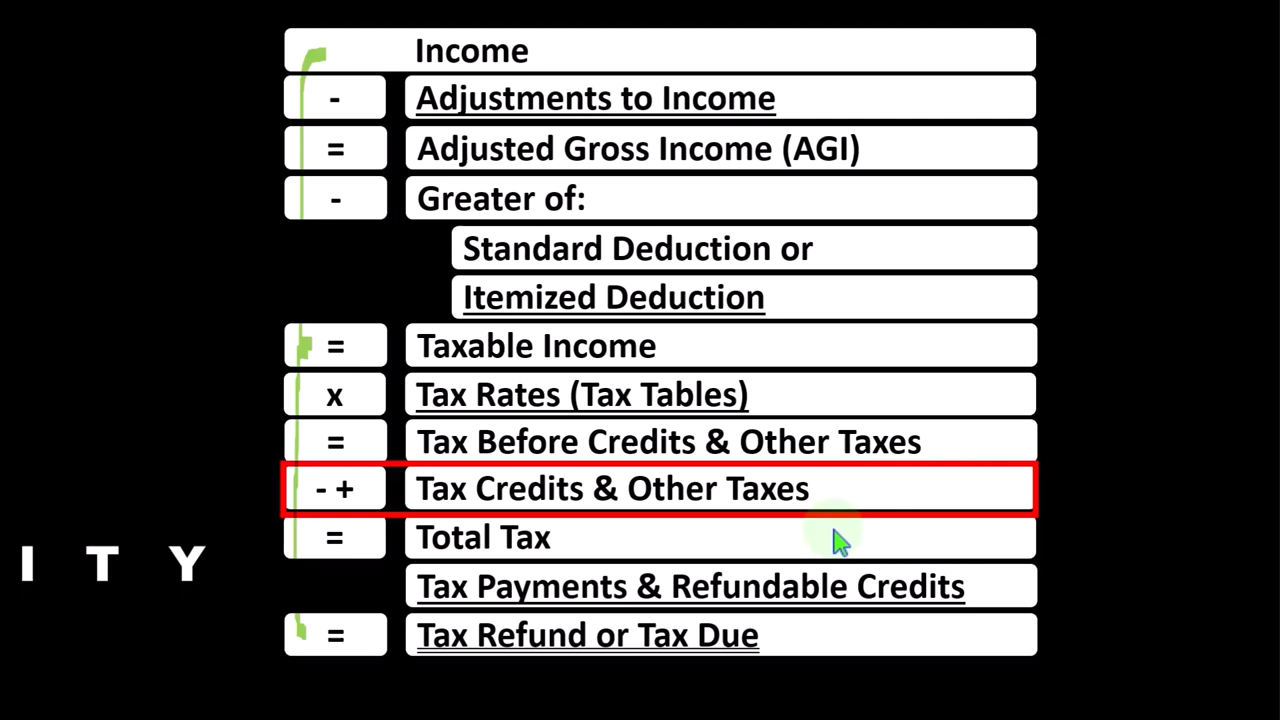 Income
- Adjustments to Income
= Adjusted Gross Income (AGI)
- Greater of:
Standard Deduction or
Itemized Deduction
= Taxable Income
x Tax Rates (Tax Tables)
= Tax Before Credits & Other Taxes
- + Tax Credits & Other Taxes
= Total Tax
I T Y
Tax Payments & Refundable Credits
= Tax Refund or Tax Due